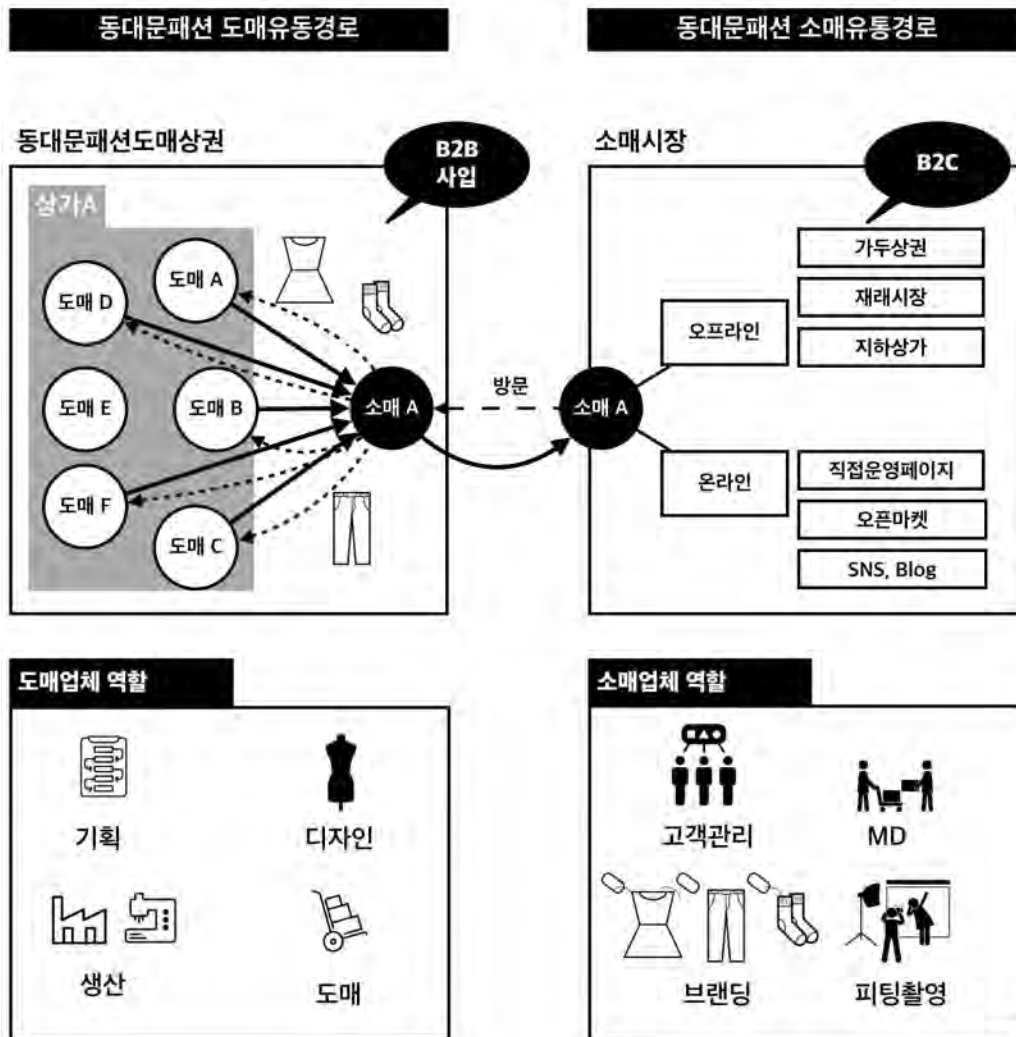 동대문패션 도매유동경로
동대문패션도매상권
B2B
사입
상가A
도매 A
도매 D
도매 E
도매 B
도매 F
도매 C
소매 A
방문
동대문패션 소매유통경로
소매시장
B2C
소매 A
오프라인
가두상권
재래시장
지하상가
온라인
직접운영페이지
오픈마켓
SNS, Blog
도매업체 역할
기획
디자인
생산
도매
소매업체 역할
고객관리
MD
브랜딩
피팅촬영